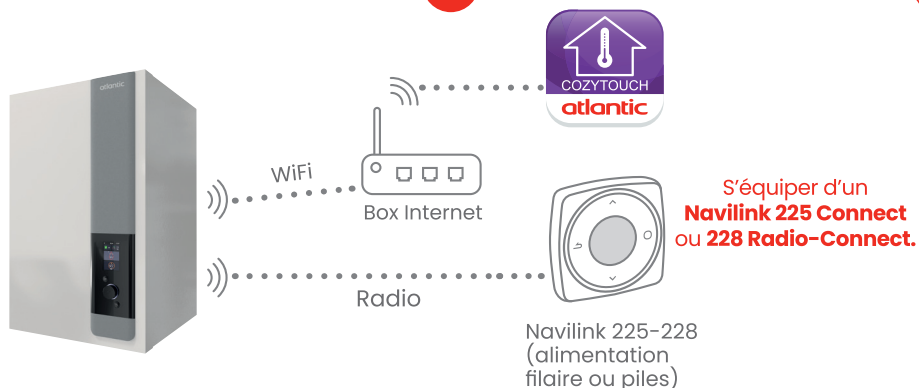 atlantic
COZYTOUCH
atlantic
WiFi
Box Internet
S'équiper d'un
Navilink 225 Connect
ou 228 Radio-Connect.
Radio
Navilink 225-228
(alimentation
filaire ou piles)